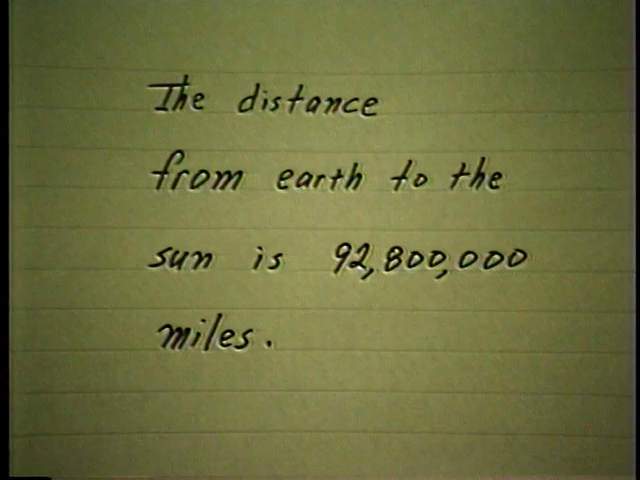 The distance
from earth to the
sun is 92,800,000
miles.